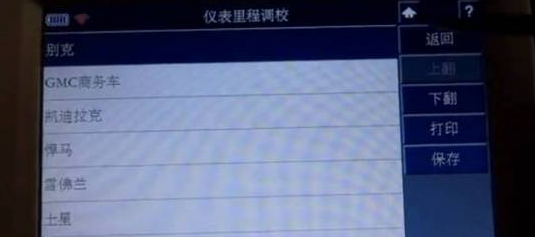 仪表里程调校
?
别克
返回
GMC商务车
上翻
凯迪拉克
下翻
悍马
打印
雪佛兰
保存
土星